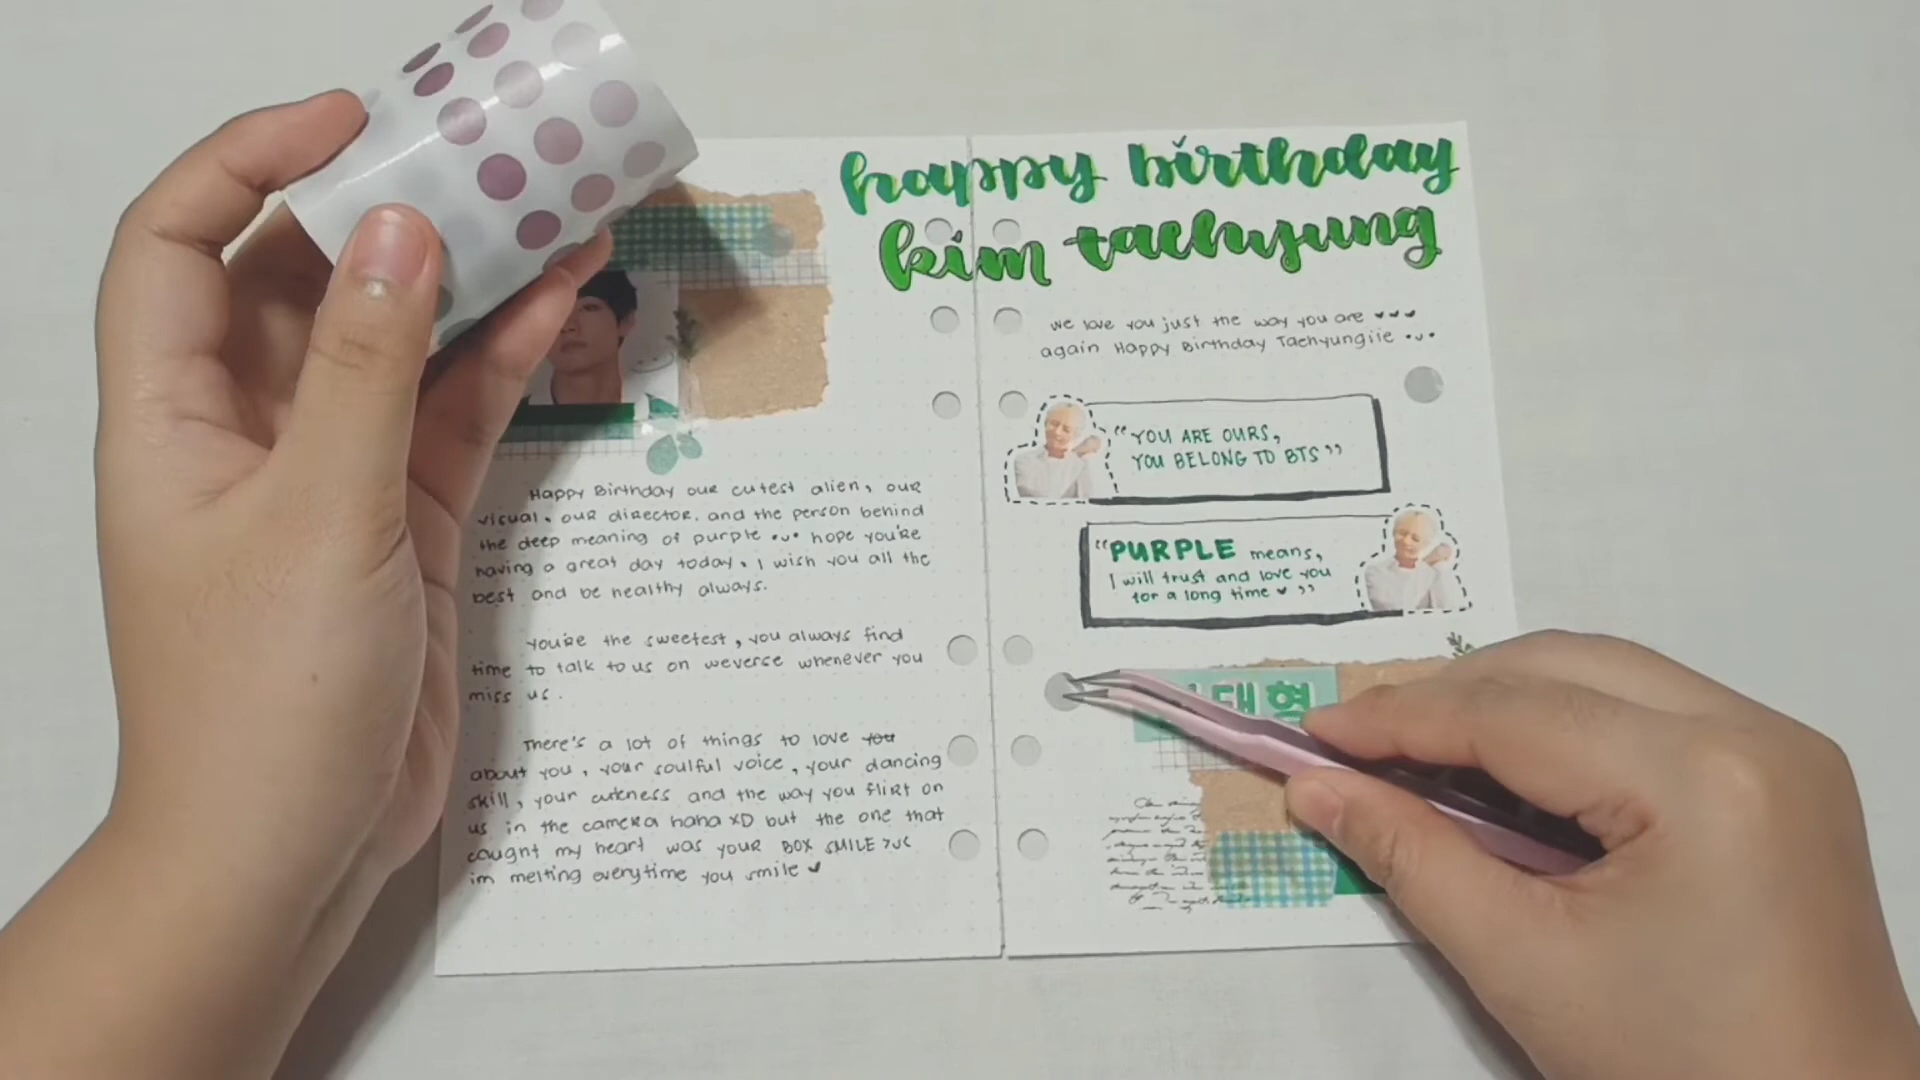 happy birthday
kim taehyung
we love you just the way you are
again Happy Birthday Taehyungiie
"YOU ARE OURS,
YOU BELONG TO BTS"
"PURPLE means,
I will trust and love you
for a long time ♥"
태형
Happy Birthday our cutest alien, our
visual, our director, and the person behind
the deep meaning of purple hope you're
having a great day today. I wish you all the
best and be healthy always.
You're the sweetest, you always find
time to talk to us on weverse whenever you
miss us.
There's a lot of things to love you
about you, your soulful voice, your dancing
skill, your cuteness and the way you flirt on
us in the camera haha XD but the one that
caught my heart was your BOX SMILE
im melting everytime you smile ♥